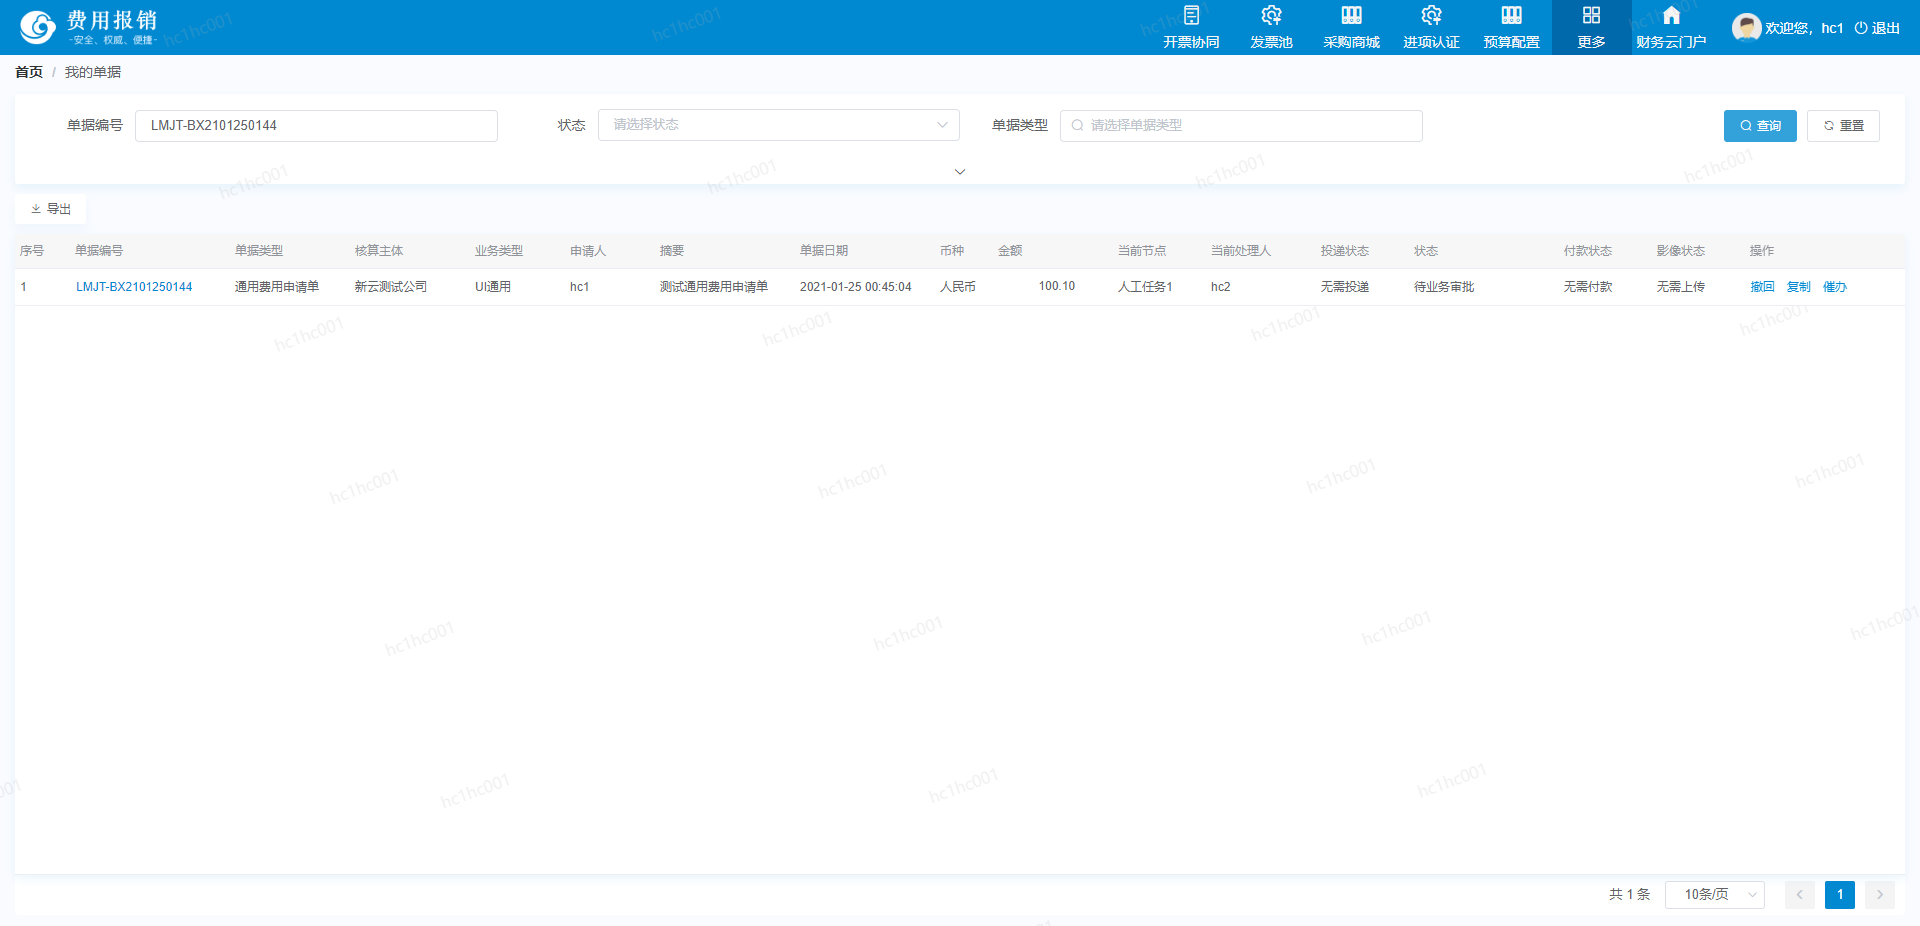 费用报销
-安全、权威、便捷-
开票协同 发票池 采购商城 进项认证 预算配置 更多 财务云门户 欢迎您，hc1 退出
首页 / 我的单据
单据编号 LMJT-BX2101250144 状态 请选择状态 单据类型 请选择单据类型 查询 重置
导出
序号 单据编号 单据类型 核算主体 业务类型 申请人 摘要 单据日期 币种 金额 当前节点 当前处理人 投递状态 状态 付款状态 影像状态 操作
1 LMJT-BX2101250144 通用费用申请单 新云测试公司 UI通用 hc1 测试通用费用申请单 2021-01-25 00:45:04 人民币 100.10 人工任务1 hc2 无需投递 待业务审批 无需付款 无需上传 撤回 复制 催办
共 1 条 10条/页 1
hc1hc001